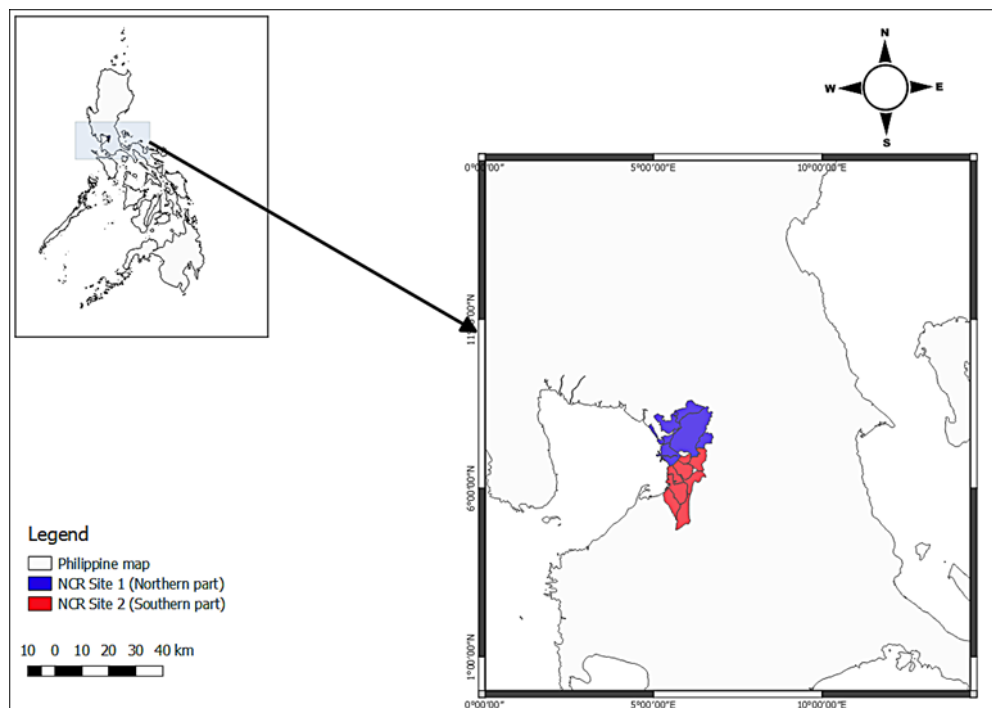 N
W E
S
0°00'00" 5°00'00"E 10°00'00"E
11°00'00"N
6°00'00"N
1°00'00"N
0°00'00" 5°00'00"E 10°00'00"E
Legend
Philippine map
NCR Site 1 (Northern part)
NCR Site 2 (Southern part)
10 0 10 20 30 40 km